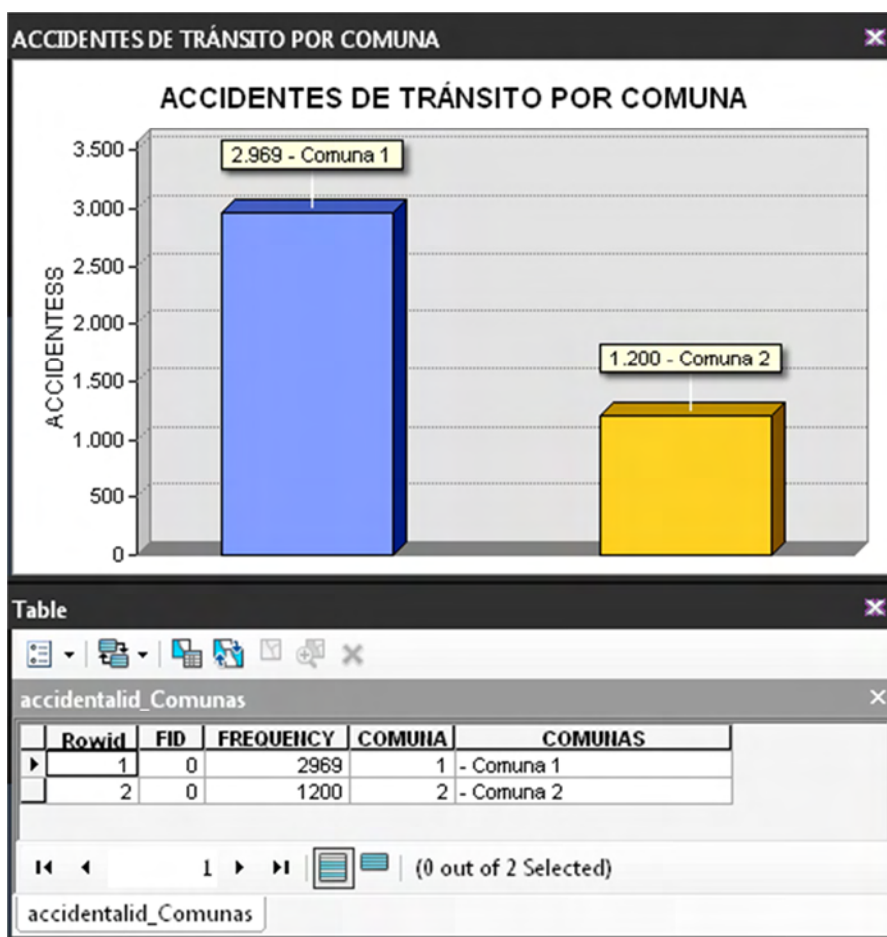 ACCIDENTES DE TRÁNSITO POR COMUNA
ACCIDENTES DE TRÁNSITO POR COMUNA
ACCIDENTESS
3.500
3.000
2.500
2.000
1.500
1.000
500
0
2.969 - Comuna 1
1.200 - Comuna 2
Table
accidentalid_Comunas
Rowid FID FREQUENCY COMUNA COMUNAS
1 0 2969 1 - Comuna 1
2 0 1200 2 - Comuna 2
1 (0 out of 2 Selected)
accidentalid_Comunas